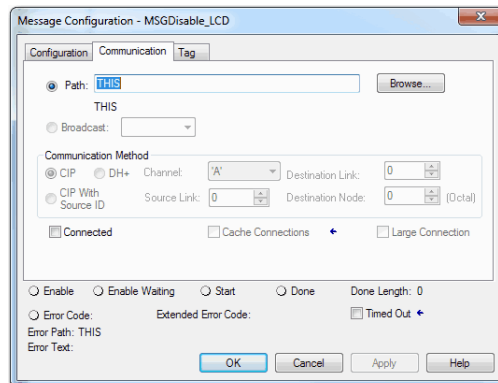 Message Configuration - MSGDisable_LCD
Configuration Communication Tag
Path: THIS Browse...
THIS
Broadcast:
Communication Method
CIP DH+ Channel: 'A' Destination Link: 0
CIP With Source ID Source Link: 0 Destination Node: 0 (Octal)
Connected Cache Connections Large Connection
Enable Enable Waiting Start Done Done Length: 0
Error Code: Extended Error Code: Timed Out
Error Path: THIS
Error Text:
OK Cancel Apply Help